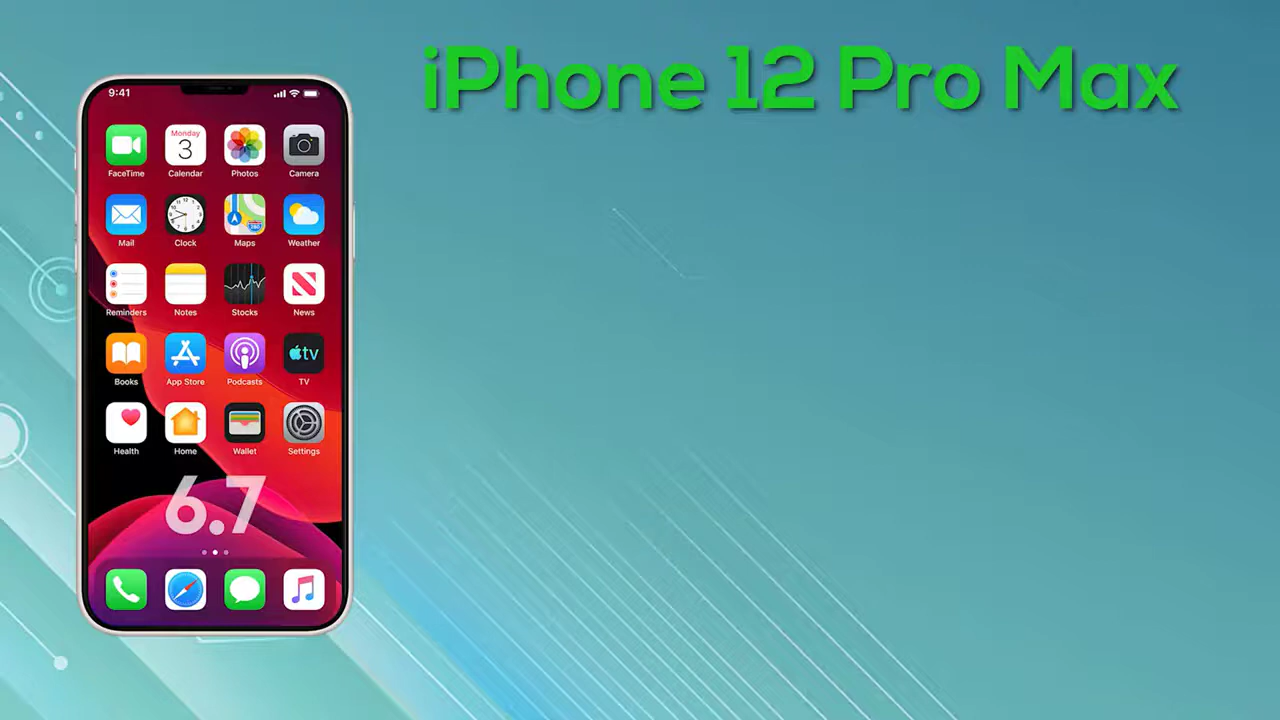 iPhone 12 Pro Max
9:41
Monday
3
FaceTime Calendar Photos Camera
Mail Clock Maps Weather
Reminders Notes Stocks News
tv
Books App Store Podcasts TV
Health Home Wallet Settings
6.7